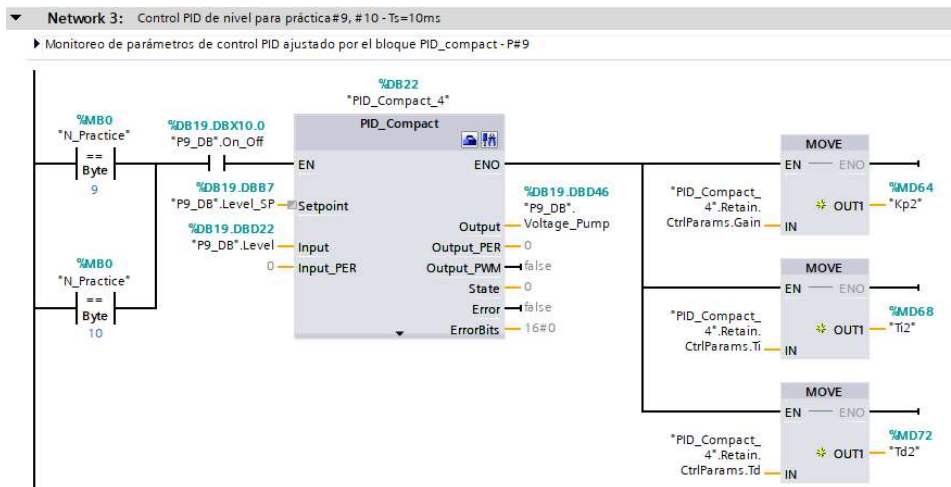 Network 3: Control PID de nivel para práctica#9, #10 - Ts=10ms
Monitoreo de parámetros de control PID ajustado por el bloque PID_compact - P#9
%DB22
"PID_Compact_4"
PID_Compact
%MB0
"N_Practice"
==
Byte
9
%DB19.DBX10.0
"P9_DB".On_Off
EN
ENO
%DB19.DBB7
"P9_DB".Level_SP
Setpoint
%DB19.DBD22
"P9_DB".Level
Input
0
Input_PER
%DB19.DBD46
"P9_DB".
Voltage_Pump
Output
Output_PER
0
Output_PWM
false
State
0
Error
false
ErrorBits
16#0
%MB0
"N_Practice"
==
Byte
10
MOVE
EN
ENO
"PID_Compact_
4".Retain.
CtrlParams.Gain
IN
OUT1
%MD64
"Kp2"
MOVE
EN
ENO
"PID_Compact_
4".Retain.
CtrlParams.Ti
IN
OUT1
%MD68
"Ti2"
MOVE
EN
ENO
"PID_Compact_
4".Retain.
CtrlParams.Td
IN
OUT1
%MD72
"Td2"